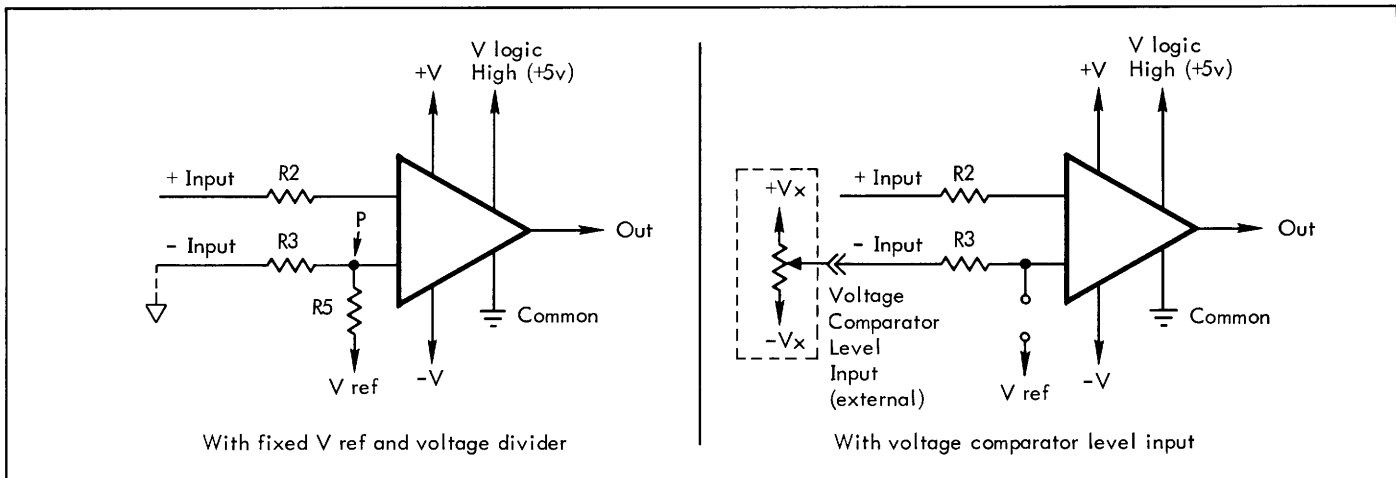 V logic
High (+5v)
+V
+ Input
R2
P
- Input
R3
Out
R5
Common
V ref
-V
With fixed V ref and voltage divider
V logic
High (+5v)
+V
+ Input
R2
+Vx
- Input
R3
Out
Voltage
Comparator
Level
Input
(external)
-Vx
Common
V ref
-V
With voltage comparator level input